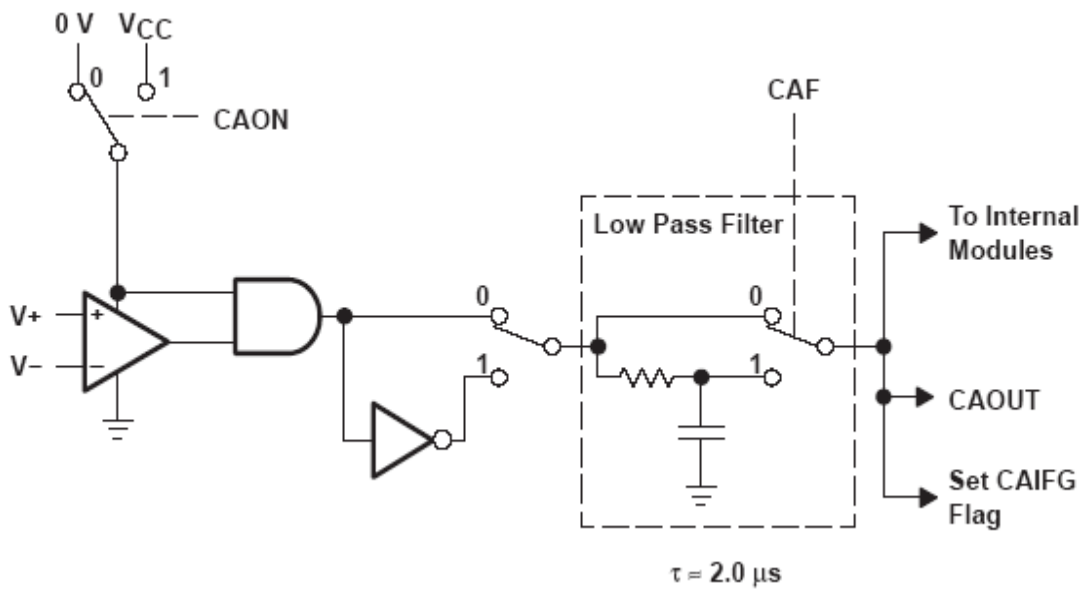 0 V VCC
0 1
CAON
CAF
Low Pass Filter
To Internal
Modules
V+
+
0
0
V−
−
1
1
CAOUT
Set CAIFG
Flag
τ ≈ 2.0 μs